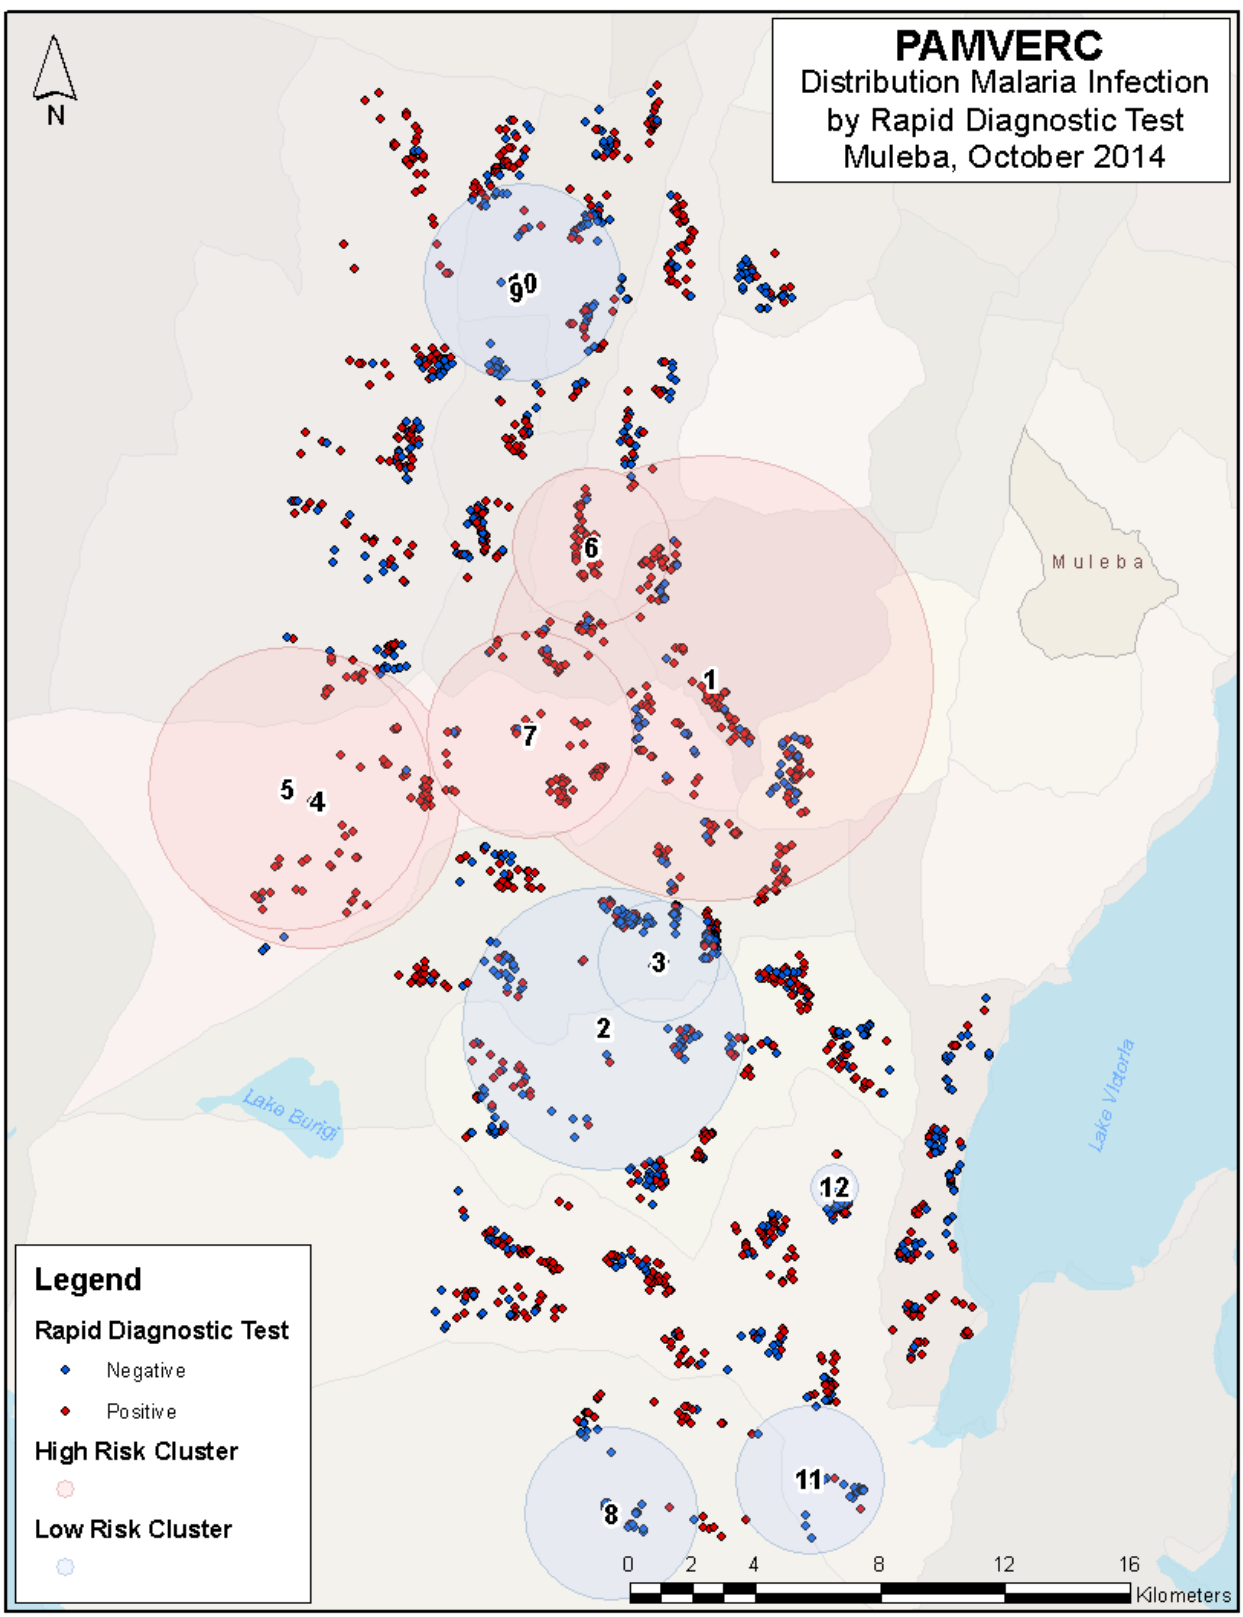 PAMVERC
Distribution Malaria Infection
by Rapid Diagnostic Test
Muleba, October 2014
N
10
9
6
Muleba
1
7
5
4
3
2
Lake Victoria
Lake Burigi
12
11
8
Legend
Rapid Diagnostic Test
Negative
Positive
High Risk Cluster
Low Risk Cluster
0 2 4 8 12 16
Kilometers